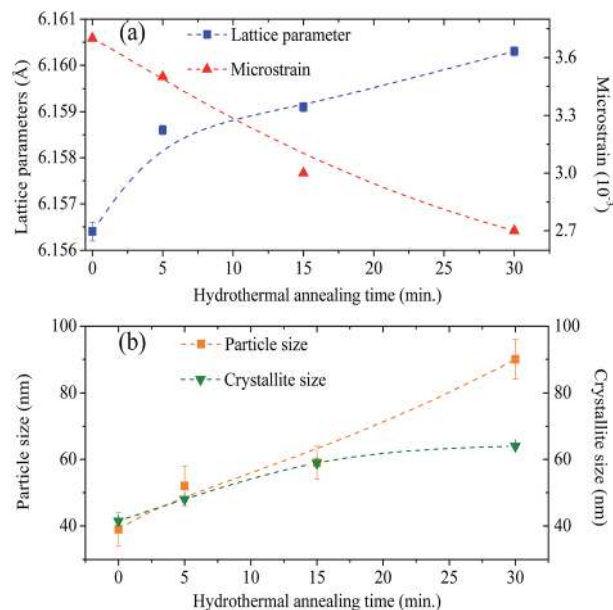 (a)
Lattice parameter
Microstrain
Lattice parameters (Å)
6.161
6.160
6.159
6.158
6.157
6.156
3.6
3.3
3.0
2.7
Microstrain (10⁻³)
0 5 10 15 20 25 30
Hydrothermal annealing time (min.)
(b)
Particle size
Crystallite size
Particle size (nm)
100
80
60
40
100
80
60
40
Crystallite size (nm)
0 5 10 15 20 25 30
Hydrothermal annealing time (min.)